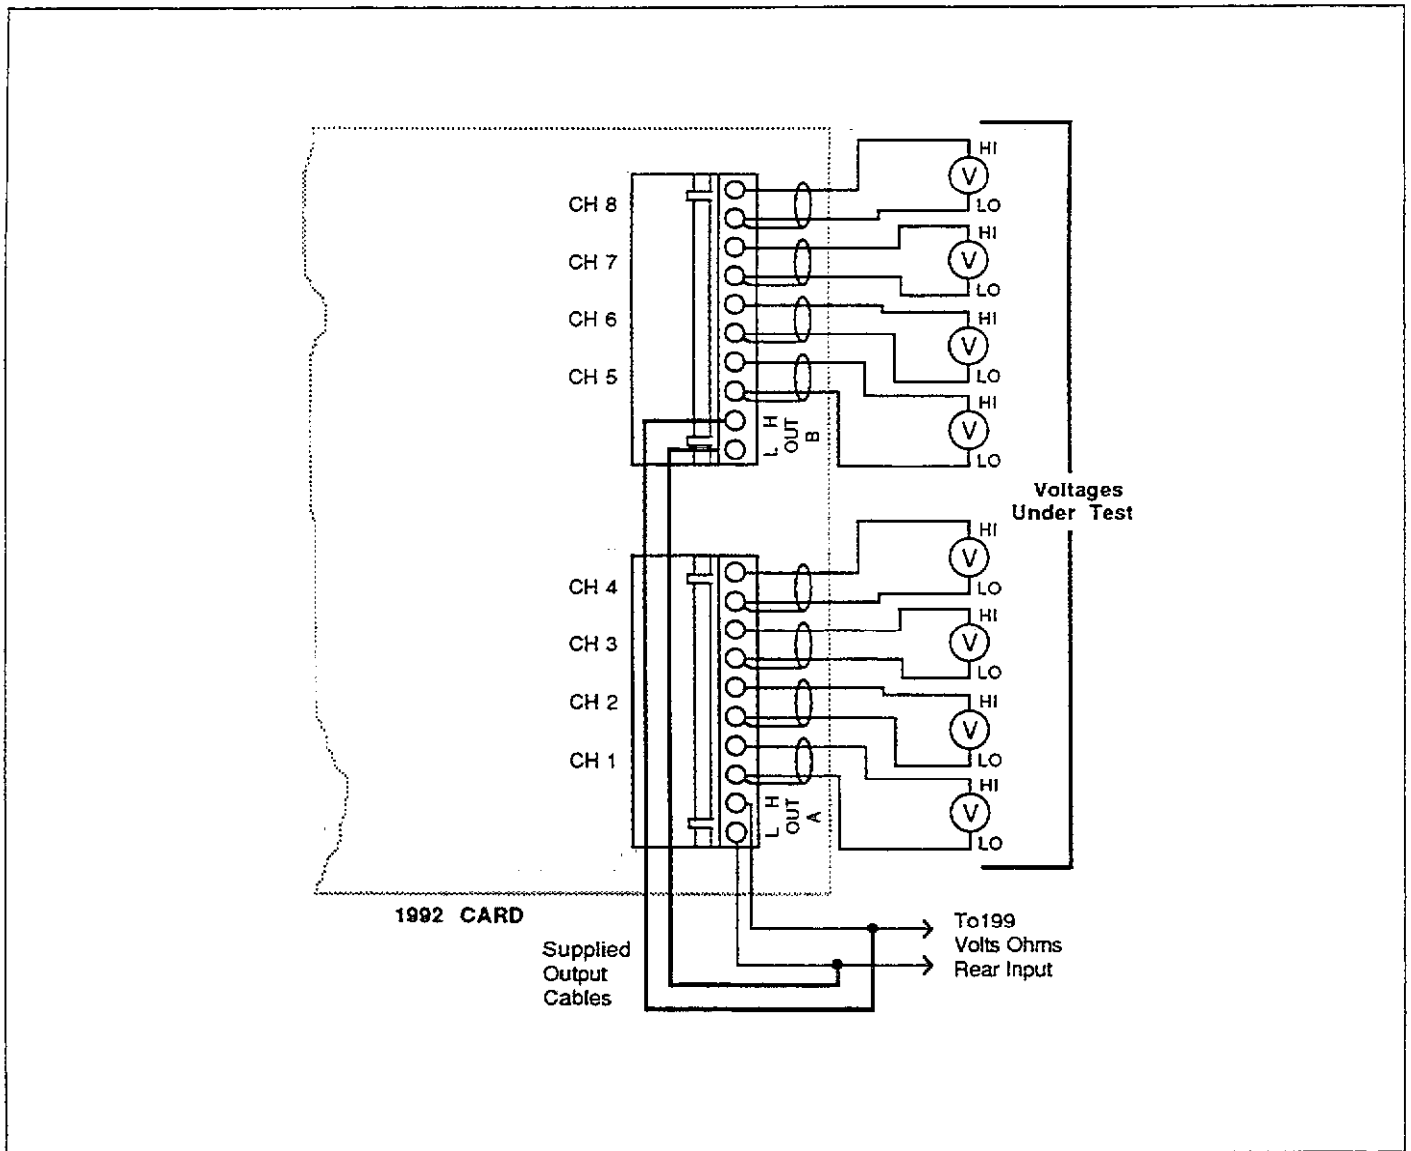 HI
CH 8
V
LO
HI
CH 7
V
LO
HI
CH 6
V
LO
CH 5
HI
L H
OUT
B
V
LO
Voltages
Under Test
HI
CH 4
V
LO
HI
CH 3
V
LO
HI
CH 2
V
LO
CH 1
HI
L H
OUT
A
V
LO
1992 CARD
Supplied
Output
Cables
To199
Volts Ohms
Rear Input